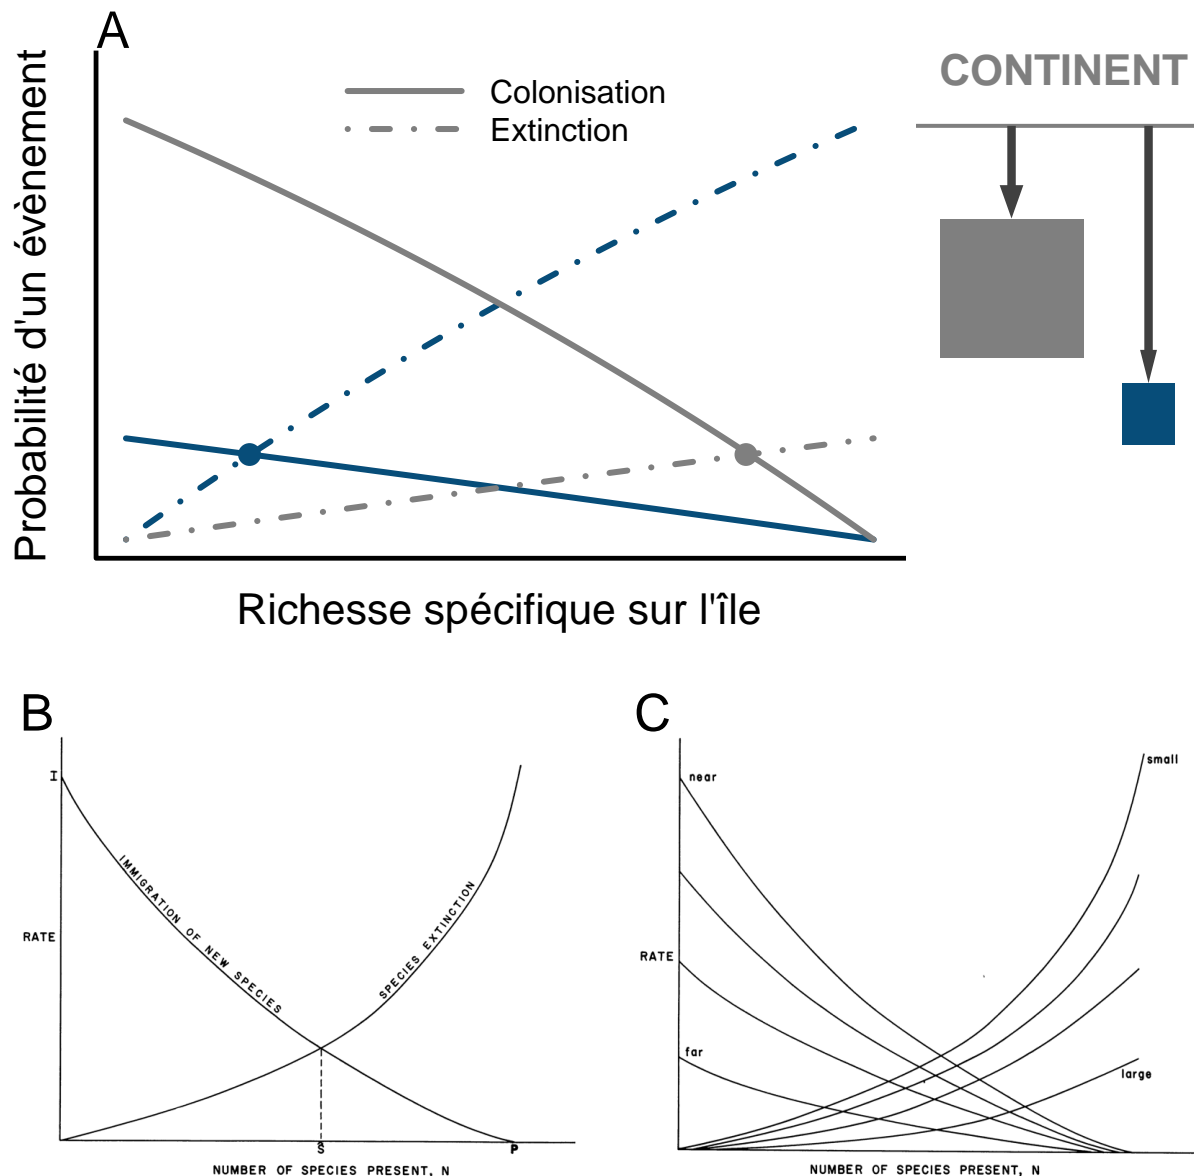 A
Probabilité d'un évènement
Colonisation
Extinction
CONTINENT
Richesse spécifique sur l'île
B
I
IMMIGRATION OF NEW SPECIES
SPECIES EXTINCTION
RATE
Ŝ
P
NUMBER OF SPECIES PRESENT, N
C
near
small
RATE
far
large
NUMBER OF SPECIES PRESENT, N